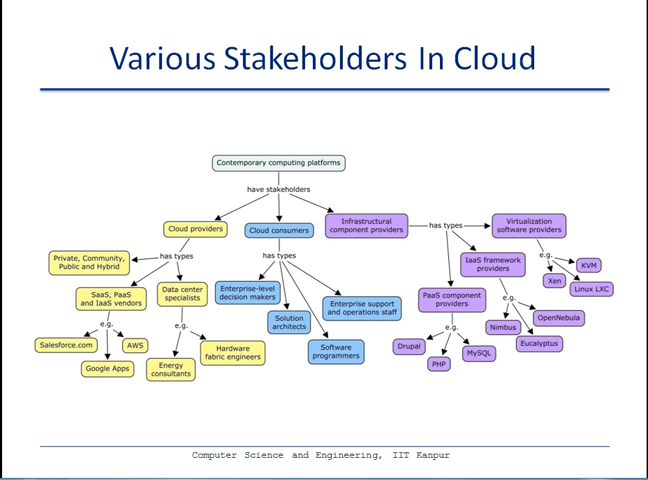 Various Stakeholders In Cloud
Contemporary computing platforms
have stakeholders
Cloud providers
Cloud consumers
Infrastructural
component providers
has types
Virtualization
software providers
has types
has types
e.g.
Private, Community,
Public and Hybrid
SaaS, PaaS
and IaaS vendors
Data center
specialists
Enterprise-level
decision makers
Solution
architects
Enterprise support
and operations staff
Software
programmers
PaaS component
providers
IaaS framework
providers
Xen
KVM
Linux LXC
e.g.
Salesforce.com
AWS
Google Apps
e.g.
Energy
consultants
Hardware
fabric engineers
e.g.
Drupal
PHP
MySQL
e.g.
Nimbus
OpenNebula
Eucalyptus
Computer Science and Engineering, IIT Kanpur